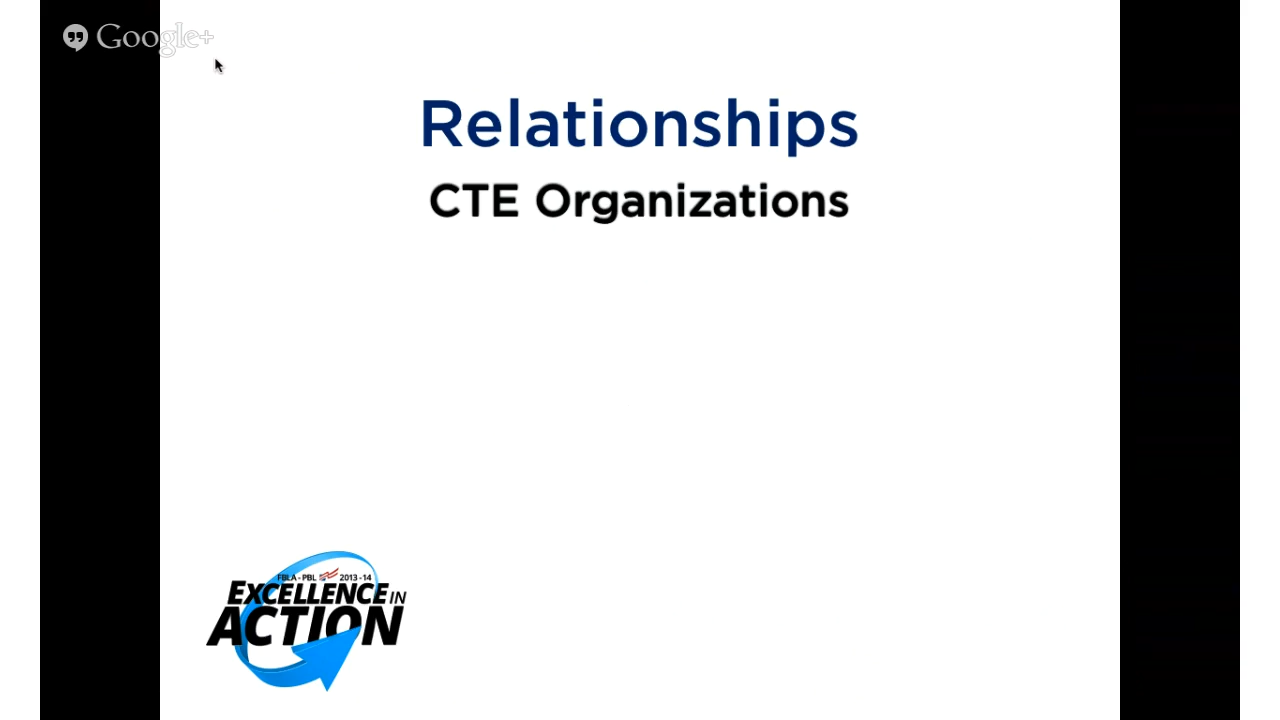 Google+
Relationships
CTE Organizations
FBLA-PBL 2013-14
EXCELLENCE IN
ACTION